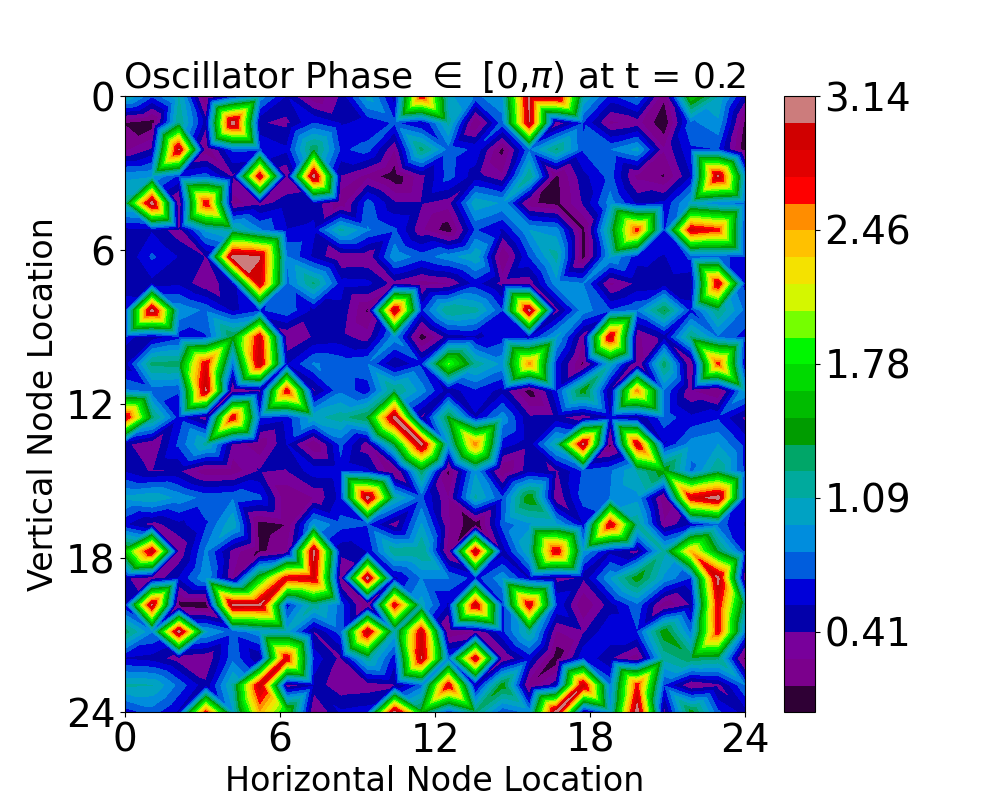 Oscillator Phase ∈ [0,π) at t = 0.2
0
6
12
18
24
Vertical Node Location
0 6 12 18 24
Horizontal Node Location
3.14
2.46
1.78
1.09
0.41